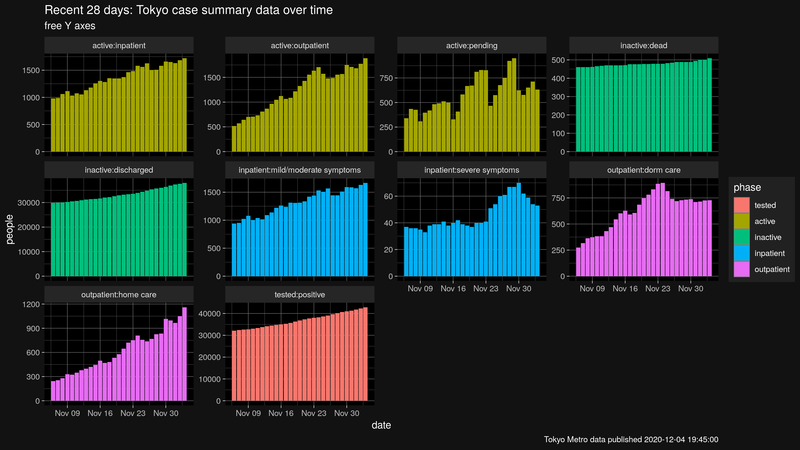 Recent 28 days: Tokyo case summary data over time
free Y axes
active:inpatient
active:outpatient
active:pending
inactive:dead
1500
1000
500
0
1500
1000
500
0
750
500
250
0
500
400
300
200
100
0
inactive:discharged
inpatient:mild/moderate symptoms
inpatient:severe symptoms
outpatient:dorm care
30000
20000
10000
0
1500
1000
500
0
60
40
20
0
750
500
250
0
Nov 09 Nov 16 Nov 23 Nov 30
Nov 09 Nov 16 Nov 23 Nov 30
outpatient:home care
tested:positive
1200
900
600
300
0
40000
30000
20000
10000
0
Nov 09 Nov 16 Nov 23 Nov 30
Nov 09 Nov 16 Nov 23 Nov 30
people
date
phase
tested
active
inactive
inpatient
outpatient
Tokyo Metro data published 2020-12-04 19:45:00